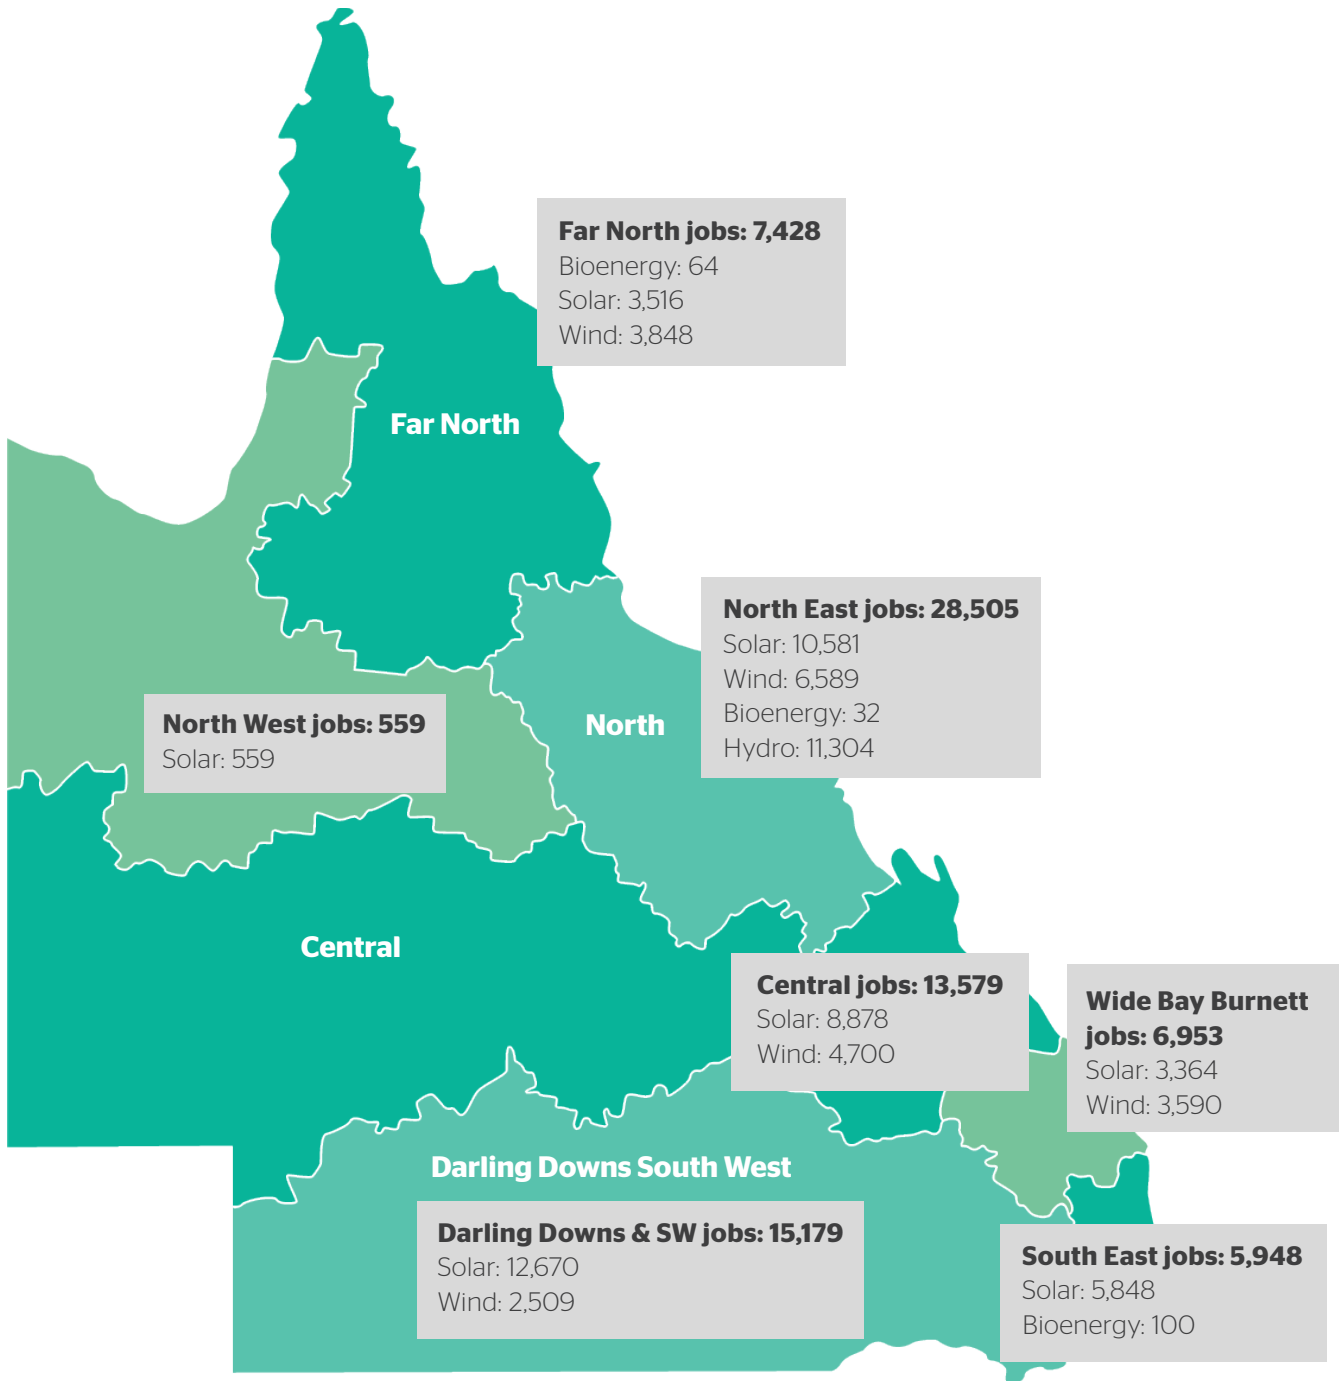 Far North jobs: 7,428
Bioenergy: 64
Solar: 3,516
Wind: 3,848
Far North
North East jobs: 28,505
Solar: 10,581
Wind: 6,589
Bioenergy: 32
Hydro: 11,304
North West jobs: 559
Solar: 559
North
Central
Central jobs: 13,579
Solar: 8,878
Wind: 4,700
Wide Bay Burnett
jobs: 6,953
Solar: 3,364
Wind: 3,590
Darling Downs South West
Darling Downs & SW jobs: 15,179
Solar: 12,670
Wind: 2,509
South East jobs: 5,948
Solar: 5,848
Bioenergy: 100